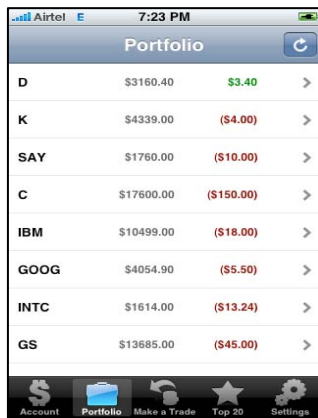 Airtel E 7:23 PM
Portfolio
D $3160.40 $3.40
K $4339.00 ($4.00)
SAY $1760.00 ($10.00)
C $17600.00 ($150.00)
IBM $10499.00 ($18.00)
GOOG $4054.90 ($5.50)
INTC $1614.00 ($13.24)
GS $13685.00 ($45.00)
Account Portfolio Make a Trade Top 20 Settings